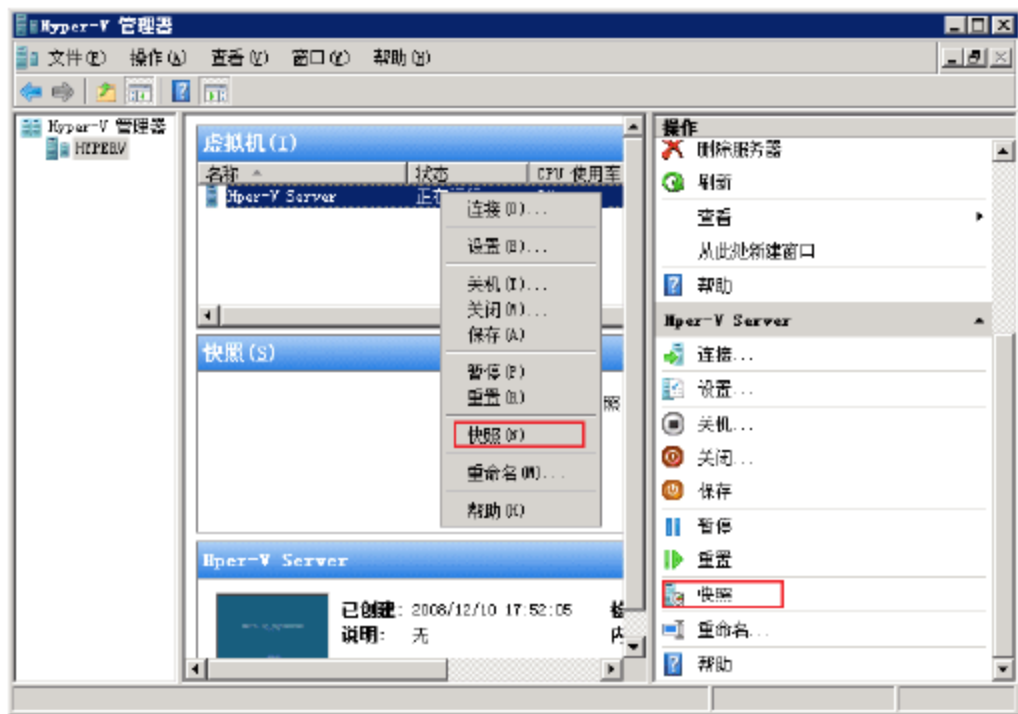 Hyper-V 管理器
文件(F) 操作(A) 查看(V) 窗口(W) 帮助(H)
Hyper-V 管理器
HYPERV
虚拟机(I)
名称 状态 CPU 使用率
Hper-V Server
连接(O)...
设置(E)...
关机(T)...
关闭(N)...
保存(A)
暂停(P)
重置(R)
快照(N)
重命名(M)...
帮助(H)
快照(S)
照
Hper-V Server
已创建: 2008/12/10 17:52:05
说明: 无
操作
删除服务器
刷新
查看
从此处新建窗口
帮助
Hper-V Server
连接...
设置...
关机...
关闭...
保存
暂停
重置
快照
重命名...
帮助